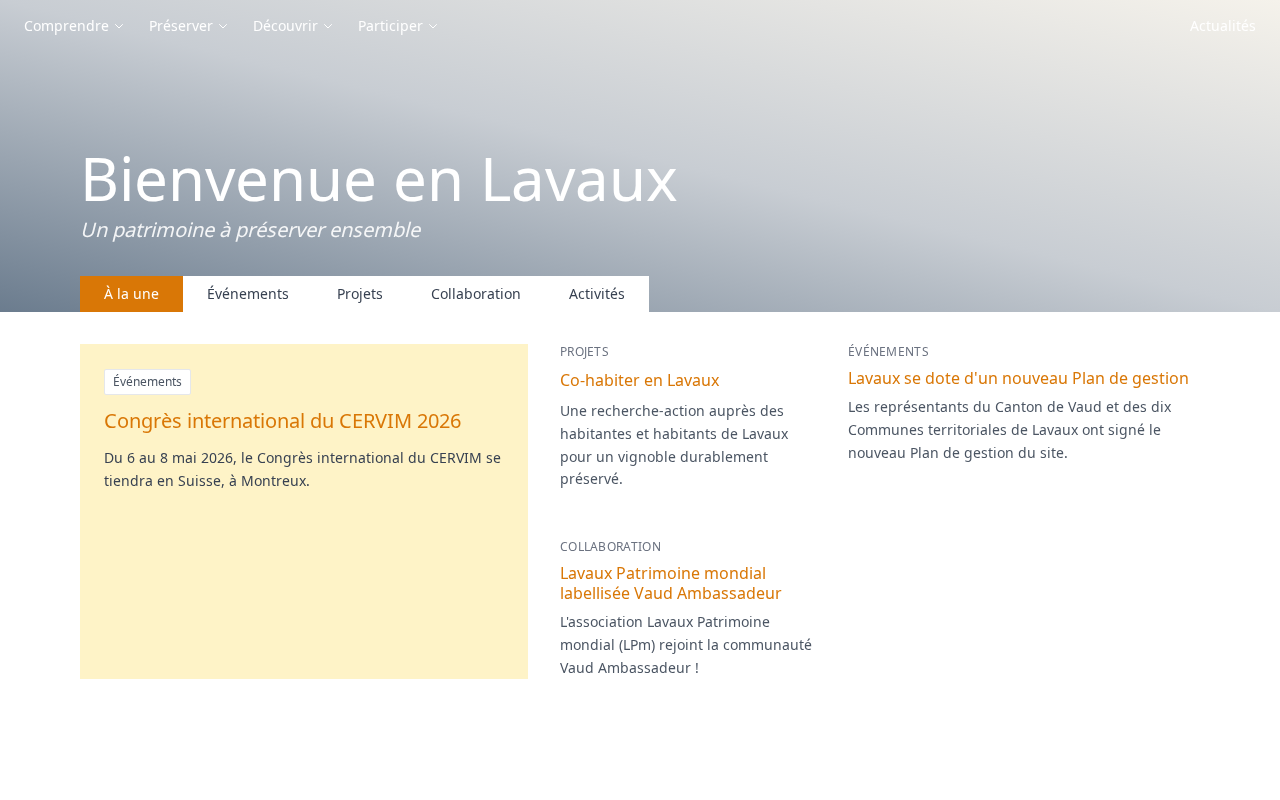 Comprendre
Préserver
Découvrir
Participer
Actualités
Bienvenue en Lavaux
Un patrimoine à préserver ensemble
À la une
Événements
Projets
Collaboration
Activités
Événements
Congrès international du CERVIM 2026
Du 6 au 8 mai 2026, le Congrès international du CERVIM se
tiendra en Suisse, à Montreux.
PROJETS
Co-habiter en Lavaux
Une recherche-action auprès des
habitantes et habitants de Lavaux
pour un vignoble durablement
préservé.
COLLABORATION
Lavaux Patrimoine mondial
labellisée Vaud Ambassadeur
L'association Lavaux Patrimoine
mondial (LPm) rejoint la communauté
Vaud Ambassadeur !
ÉVÉNEMENTS
Lavaux se dote d'un nouveau Plan de gestion
Les représentants du Canton de Vaud et des dix
Communes territoriales de Lavaux ont signé le
nouveau Plan de gestion du site.